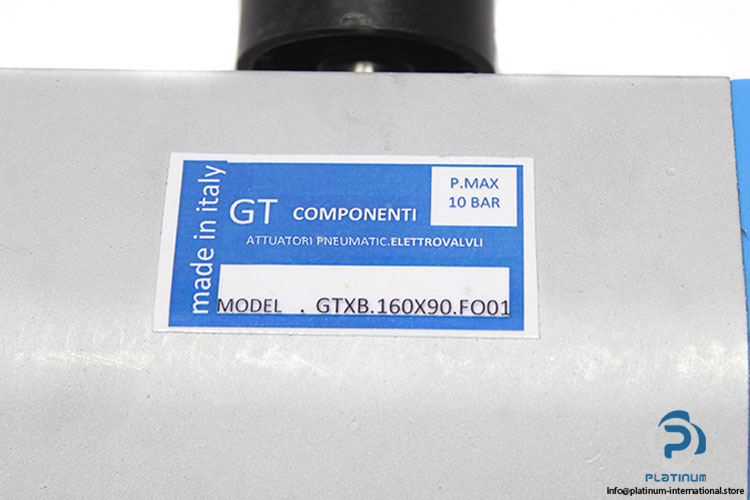 made in italy
GT COMPONENTI
P.MAX
10 BAR
ATTUATORI PNEUMATIC.ELETTROVALVLI
MODEL . GTXB.160X90.FO01
PLATINUM
Info@platinum-international.store